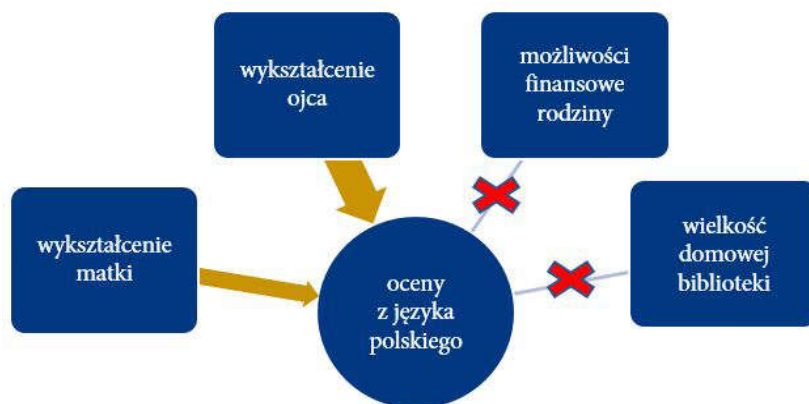 wykształcenie
ojca
możliwości
finansowe
rodziny
wykształcenie
matki
wielkość
domowej
biblioteki
oceny
z języka
polskiego